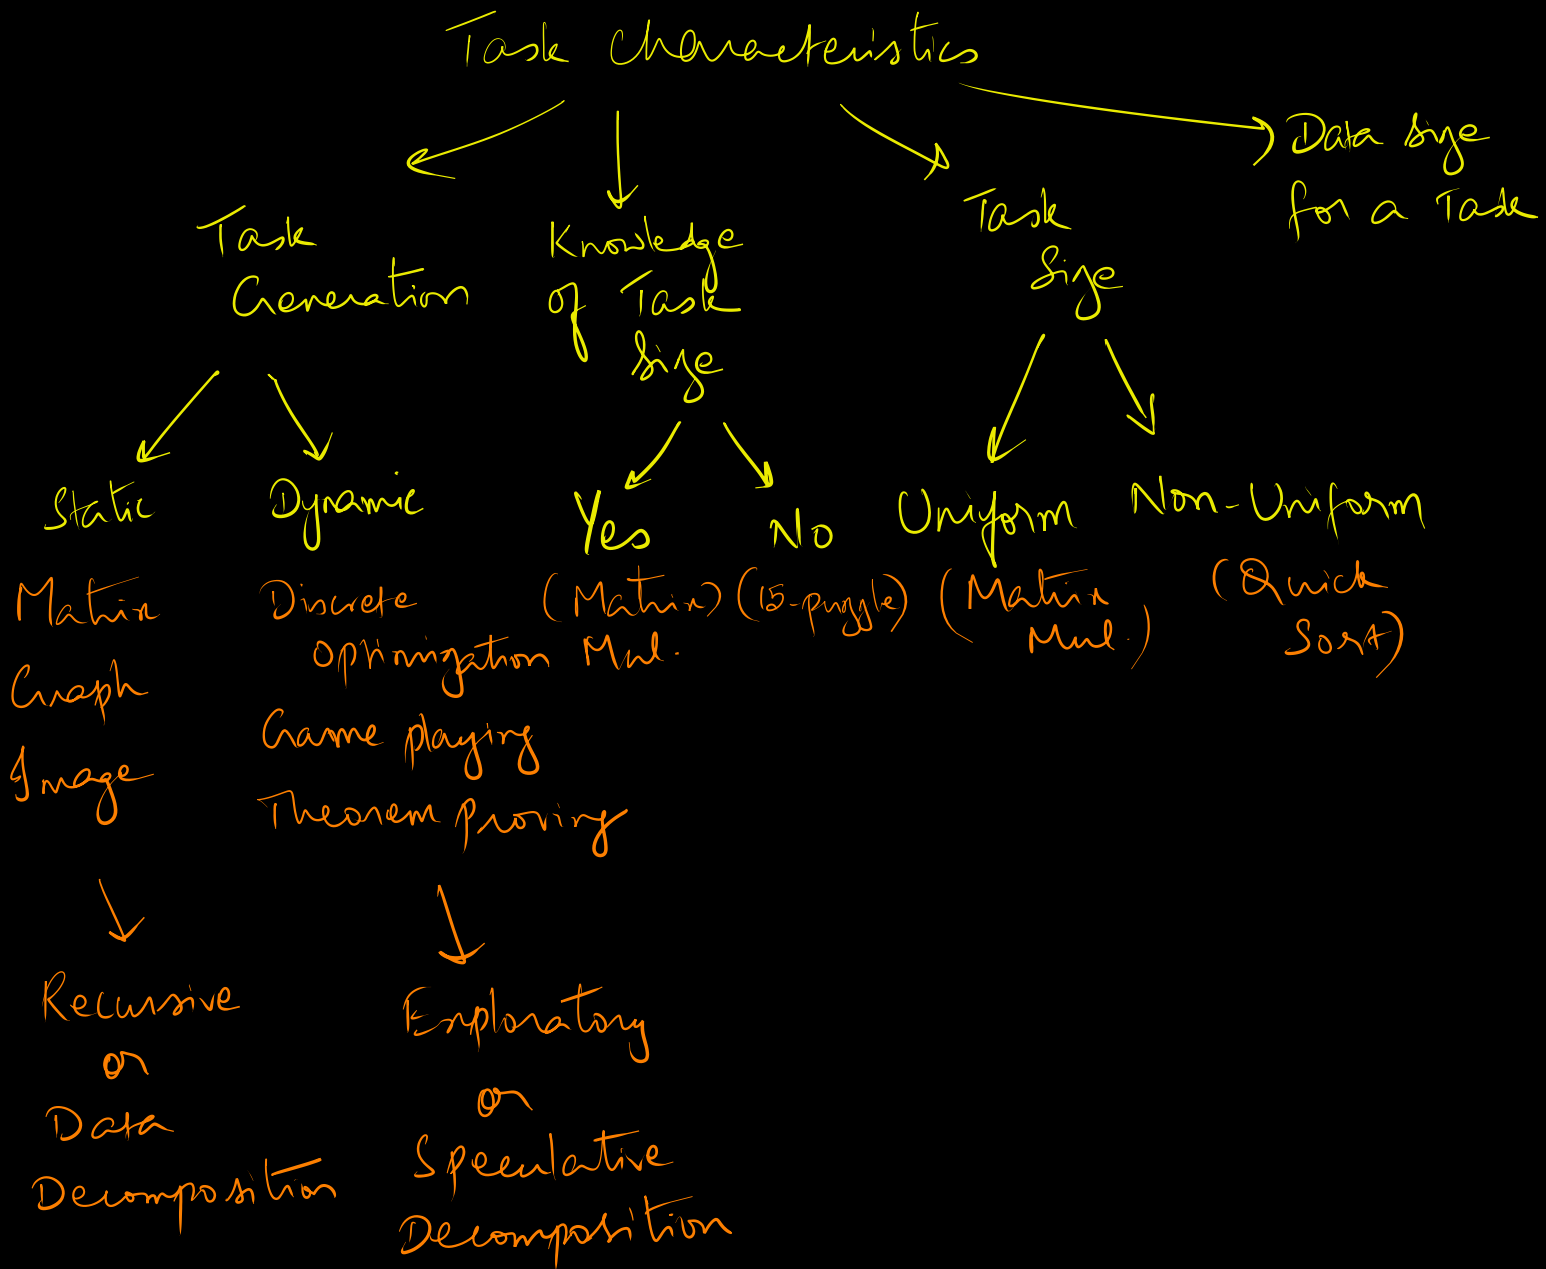 Task Characteristics
Data size
for a Task
Task
Generation
Knowledge
of Task
Size
Task
Size
Static
Dynamic
Yes
No
Uniform
Non-Uniform
Matrix
Graph
Image
Discrete
Optimization
Game playing
Theorem proving
(Matrix)
Mul.
(15-puzzle)
(Matrix
Mul.)
(Quick
Sort)
Recursive
or
Data
Decomposition
Exploratory
or
Speculative
Decomposition